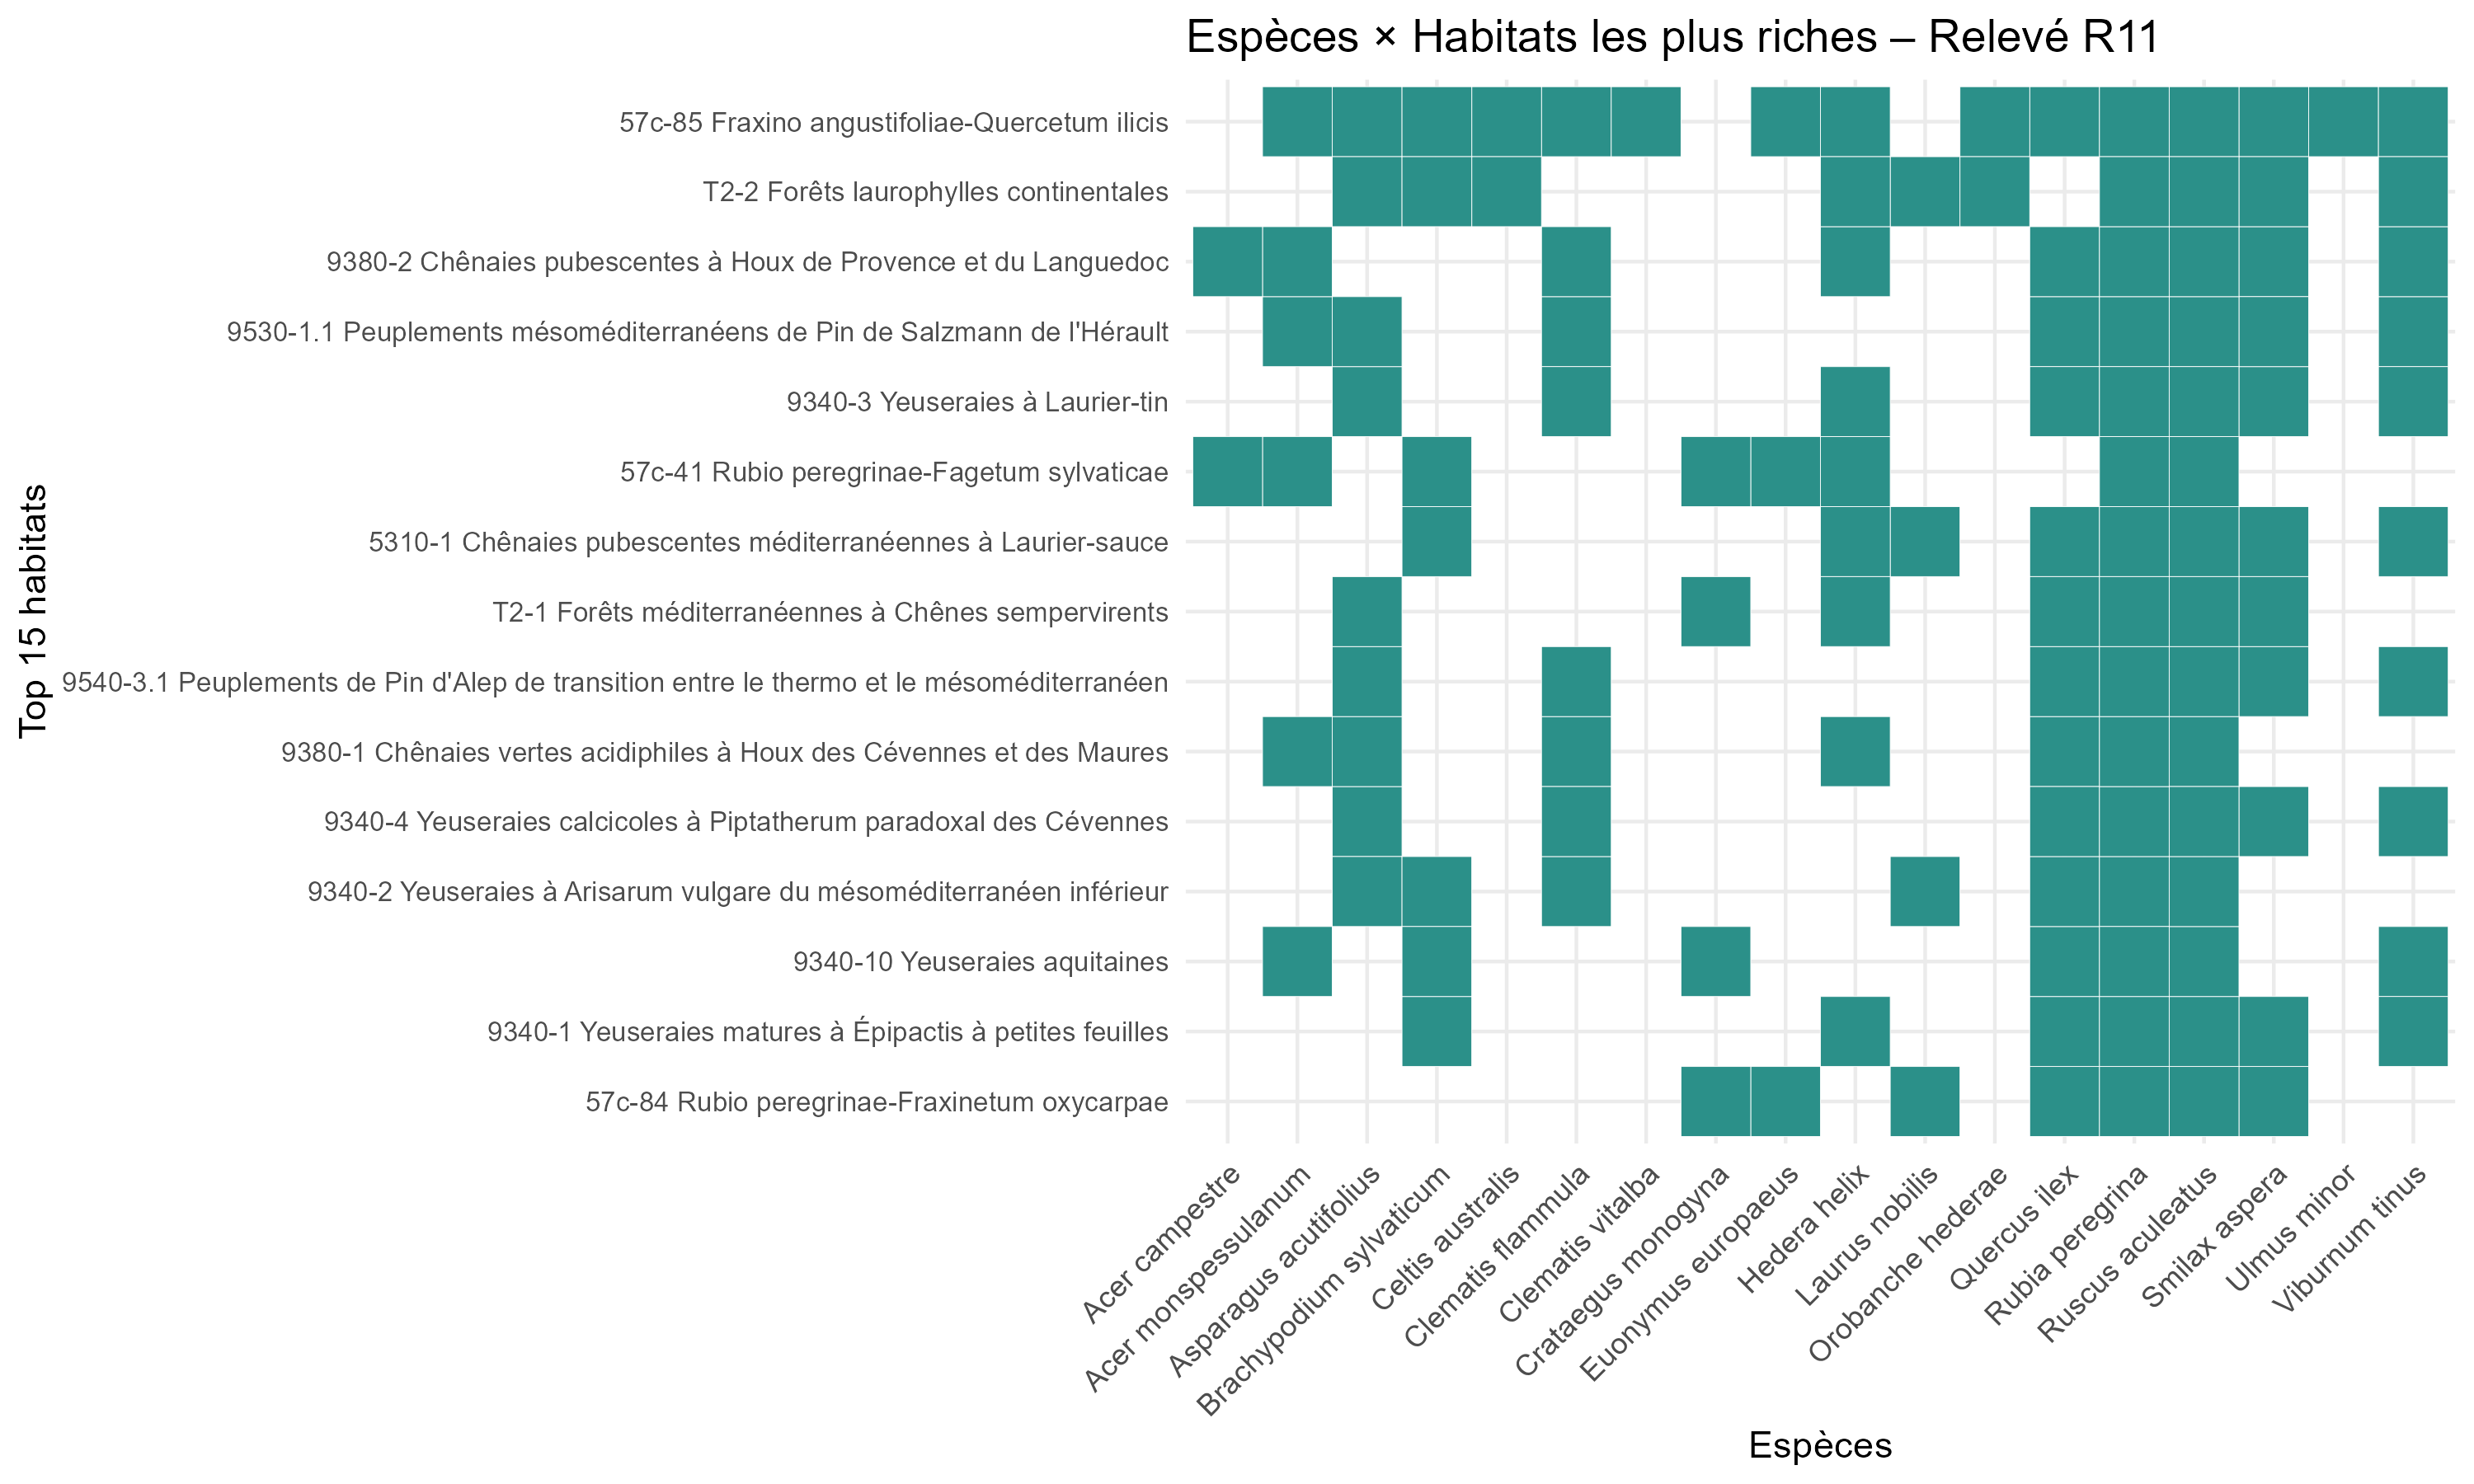 Espèces × Habitats les plus riches – Relevé R11
Top 15 habitats
57c-85 Fraxino angustifoliae-Quercetum ilicis
T2-2 Forêts laurophylles continentales
9380-2 Chênaies pubescentes à Houx de Provence et du Languedoc
9530-1.1 Peuplements mésoméditerranéens de Pin de Salzmann de l'Hérault
9340-3 Yeuseraies à Laurier-tin
57c-41 Rubio peregrinae-Fagetum sylvaticae
5310-1 Chênaies pubescentes méditerranéennes à Laurier-sauce
T2-1 Forêts méditerranéennes à Chênes sempervirents
9540-3.1 Peuplements de Pin d'Alep de transition entre le thermo et le mésoméditerranéen
9380-1 Chênaies vertes acidiphiles à Houx des Cévennes et des Maures
9340-4 Yeuseraies calcicoles à Piptatherum paradoxal des Cévennes
9340-2 Yeuseraies à Arisarum vulgare du mésoméditerranéen inférieur
9340-10 Yeuseraies aquitaines
9340-1 Yeuseraies matures à Épipactis à petites feuilles
57c-84 Rubio peregrinae-Fraxinetum oxycarpae
Acer campestre
Acer monspessulanum
Asparagus acutifolius
Brachypodium sylvaticum
Celtis australis
Clematis flammula
Clematis vitalba
Crataegus monogyna
Euonymus europaeus
Hedera helix
Laurus nobilis
Orobanche hederae
Quercus ilex
Rubia peregrina
Ruscus aculeatus
Smilax aspera
Ulmus minor
Viburnum tinus
Espèces